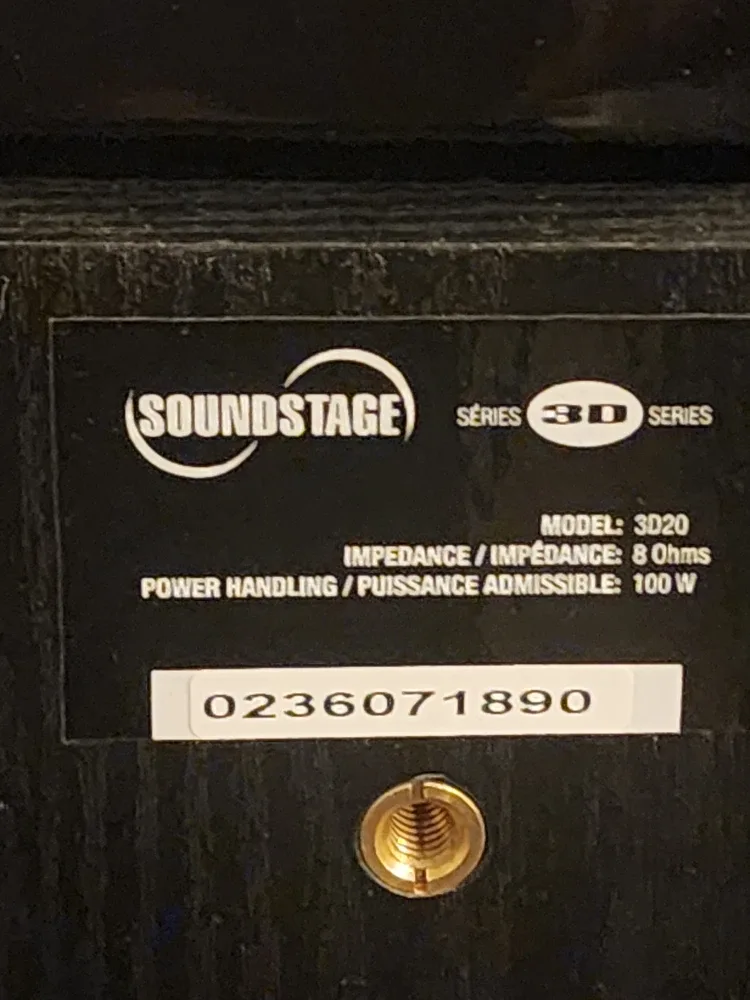 SOUNDSTAGE
SÉRIES 3D SERIES
MODEL: 3D20
IMPEDANCE / IMPÉDANCE: 8 Ohms
POWER HANDLING / PUISSANCE ADMISSIBLE: 100 W
0236071890